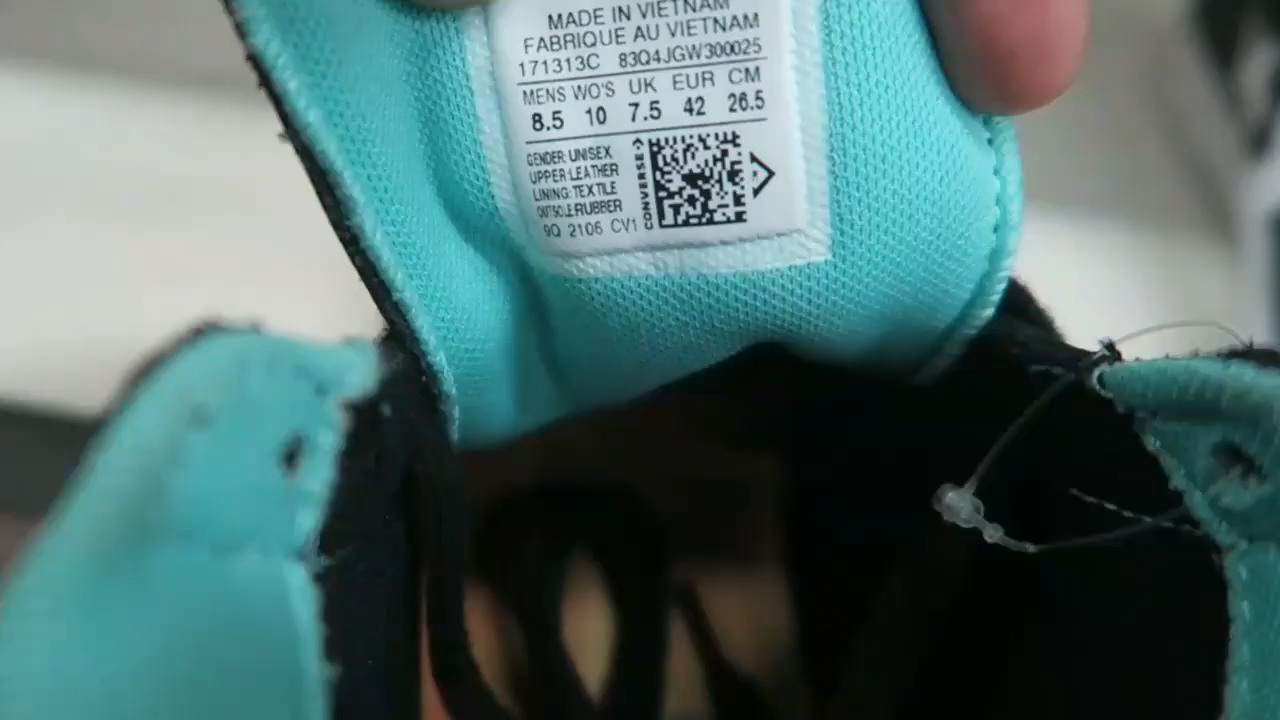 MADE IN VIETNAM
FABRIQUE AU VIETNAM
171313C 83Q4JGW300025
MENS WO'S UK EUR CM
8.5 10 7.5 42 26.5
GENDER: UNISEX
UPPER: LEATHER
LINING: TEXTILE
OUTSOLE:RUBBER
9Q 2106 CV1
CONVERSE